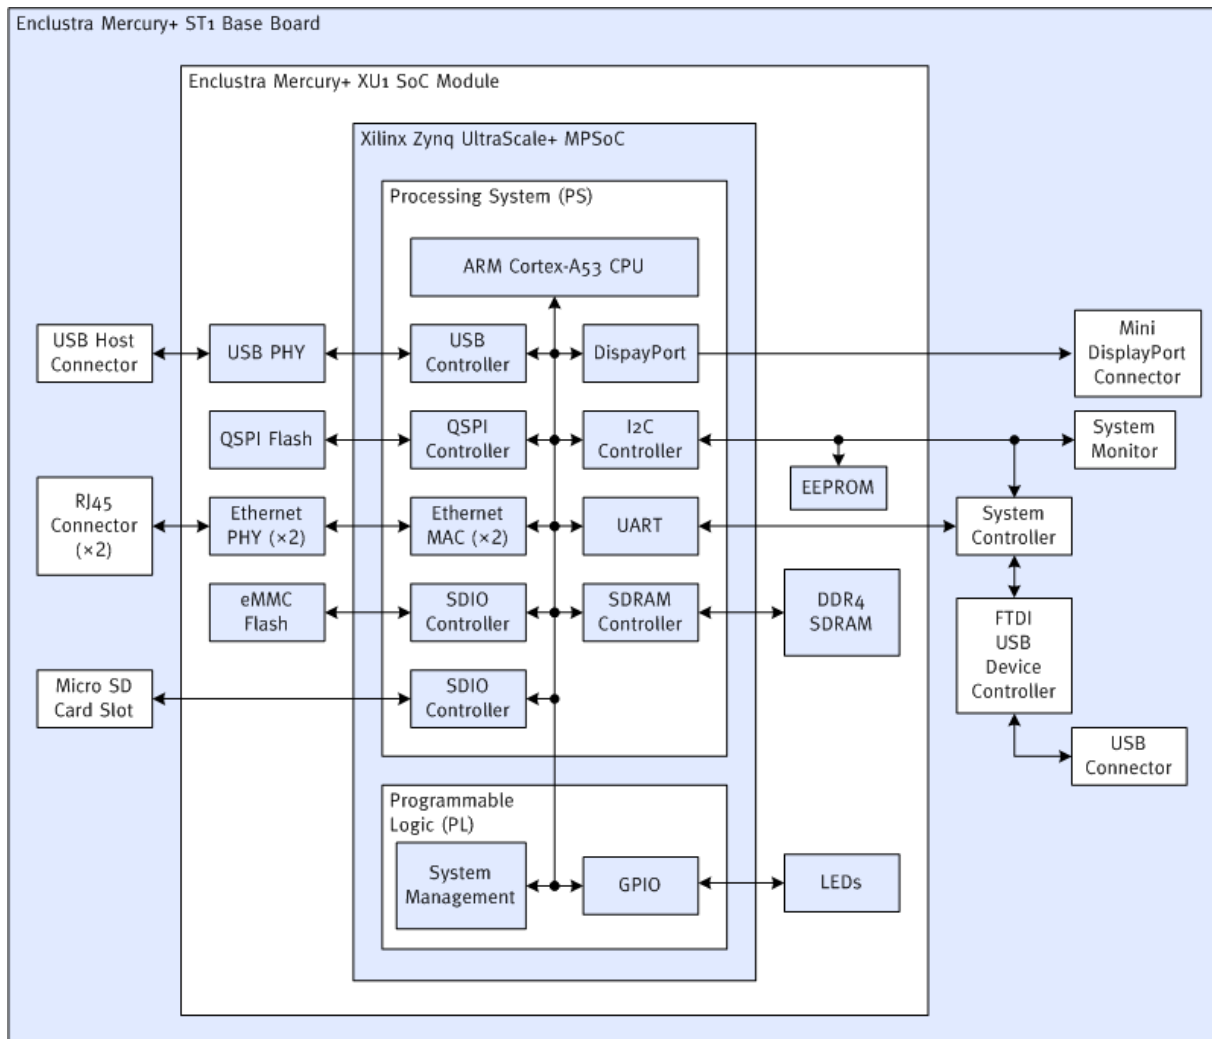 Enclustra Mercury+ ST1 Base Board
Enclustra Mercury+ XU1 SoC Module
Xilinx Zynq UltraScale+ MPSoC
Processing System (PS)
ARM Cortex-A53 CPU
USB Host
Connector
USB PHY
USB
Controller
DispayPort
Mini
DisplayPort
Connector
QSPI Flash
QSPI
Controller
I2C
Controller
System
Monitor
EEPROM
RJ45
Connector
(×2)
Ethernet
PHY (×2)
Ethernet
MAC (×2)
UART
System
Controller
eMMC
Flash
SDIO
Controller
SDRAM
Controller
DDR4
SDRAM
FTDI
USB
Device
Controller
Micro SD
Card Slot
SDIO
Controller
USB
Connector
Programmable
Logic (PL)
System
Management
GPIO
LEDs